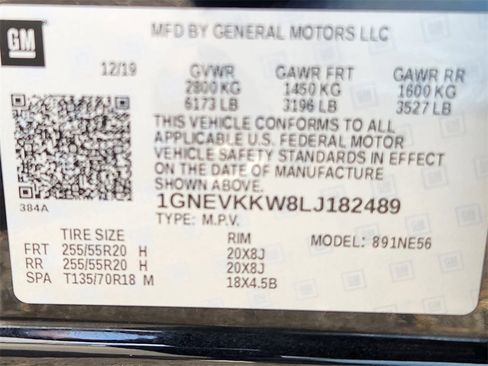 GM
MFD BY GENERAL MOTORS LLC
12/19 GVWR GAWR FRT GAWR RR
2800 KG 1450 KG 1600 KG
6173 LB 3196 LB 3527 LB
THIS VEHICLE CONFORMS TO ALL
APPLICABLE U.S. FEDERAL MOTOR
VEHICLE SAFETY STANDARDS IN EFFECT
ON THE DATE OF MANUFACTURE
SHOWN ABOVE.
384A 1GNEVKKW8LJ182489
TYPE: M.P.V.
TIRE SIZE RIM MODEL: 891NE56
FRT 255/55R20 H 20X8J
RR 255/55R20 H 20X8J
SPA T135/70R18 M 18X4.5B